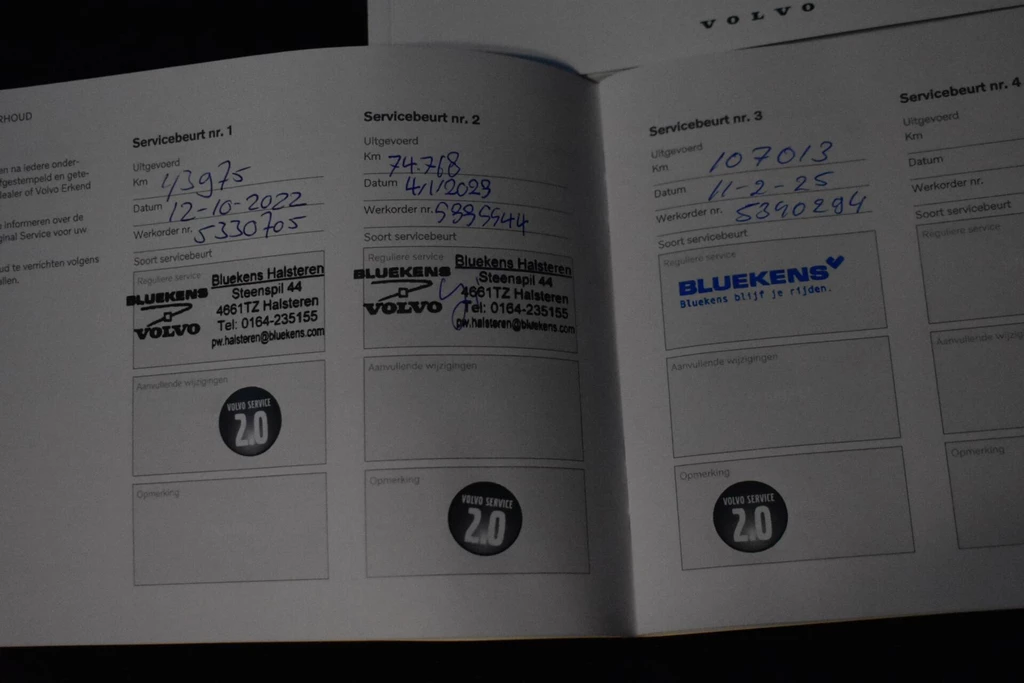 VOLVO
RHOUD
en na iedere onder-
fgestempeld en gete-
dealer of Volvo Erkend
e informeren over de
ginal Service voor uw
ud te verrichten volgens
allen.
Servicebeurt nr. 1
Uitgevoerd
Km 43975
Datum 12-10-2022
Werkorder nr. 5330705
Soort servicebeurt
Reguliere service
BLUEKENS
VOLVO
Bluekens Halsteren
Steenspil 44
4661TZ Halsteren
Tel: 0164-235155
pw.halsteren@bluekens.com
Aanvullende wijzigingen
VOLVO SERVICE
2.0
Opmerking
Servicebeurt nr. 2
Uitgevoerd
Km 74.768
Datum
Werkorder nr.
Soort servicebeurt
Reguliere service
BLUEKENS
VOLVO
Bluekens Halsteren
Steenspil 44
4661TZ Halsteren
Tel: 0164-235155
pw.halsteren@bluekens.com
Aanvullende wijzigingen
Opmerking
VOLVO SERVICE
2.0
Servicebeurt nr. 3
Uitgevoerd
Km 107013
Datum 11-2-25
Werkorder nr. 5390294
Soort servicebeurt
Reguliere service
BLUEKENS
Bluekens blijf je rijden.
Aanvullende wijzigingen
Opmerking
VOLVO SERVICE
2.0
Servicebeurt nr. 4
Uitgevoerd
Km
Datum
Werkorder nr.
Soort servicebeurt
Reguliere service
Aanvullende wijzig
Opmerking